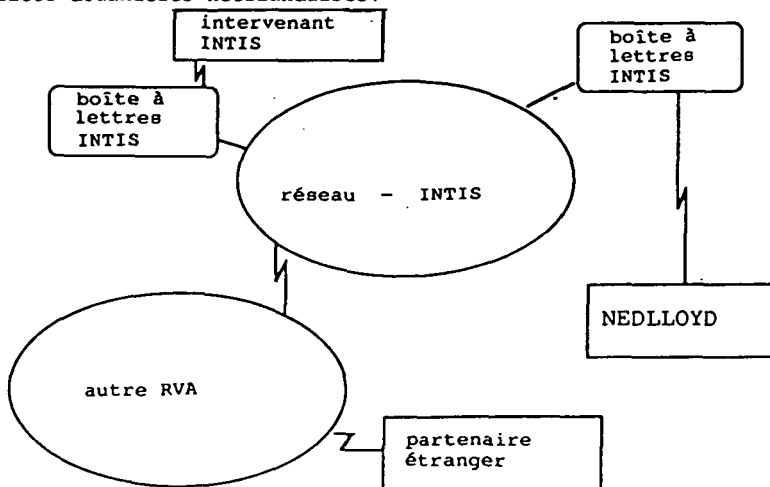 intervenant
INTIS
boîte à
lettres
INTIS
boîte à
lettres
INTIS
réseau - INTIS
NEDLLOYD
autre RVA
partenaire
étranger